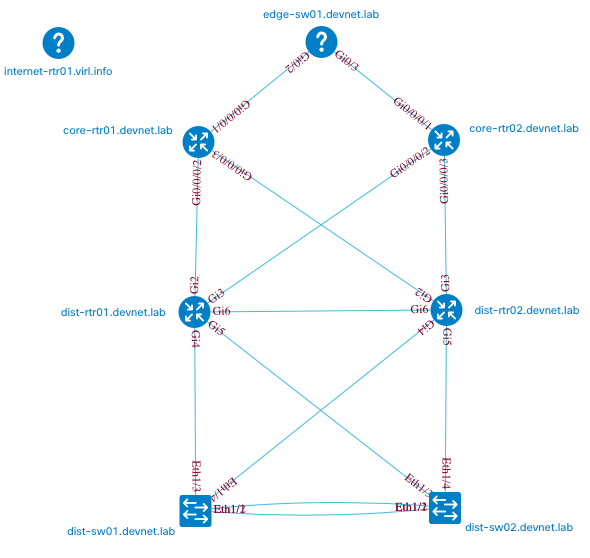 edge-sw01.devnet.lab
?
?
internet-rtr01.virl.info
Gi0/2
Gi0/3
Gi0/0/0/1
Gi0/0/0/1
core-rtr01.devnet.lab
core-rtr02.devnet.lab
Gi0/0/0/2
Gi0/0/0/3
Gi0/0/0/2
Gi0/0/0/3
Gi2
Gi3
Gi2
Gi3
dist-rtr01.devnet.lab
Gi6
Gi6
dist-rtr02.devnet.lab
Gi4
Gi5
Gi4
Gi5
Eth1/3
Eth1/4
Eth1/3
Eth1/4
Eth1/2
Eth1/2
dist-sw01.devnet.lab
dist-sw02.devnet.lab